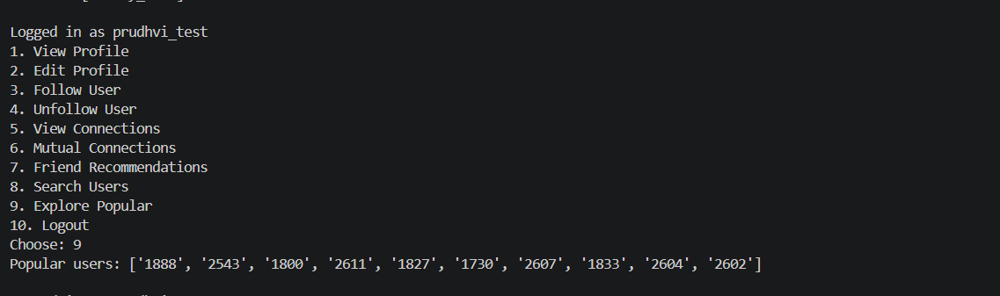 Logged in as prudhvi_test
1. View Profile
2. Edit Profile
3. Follow User
4. Unfollow User
5. View Connections
6. Mutual Connections
7. Friend Recommendations
8. Search Users
9. Explore Popular
10. Logout
Choose: 9
Popular users: ['1888', '2543', '1800', '2611', '1827', '1730', '2607', '1833', '2604', '2602']